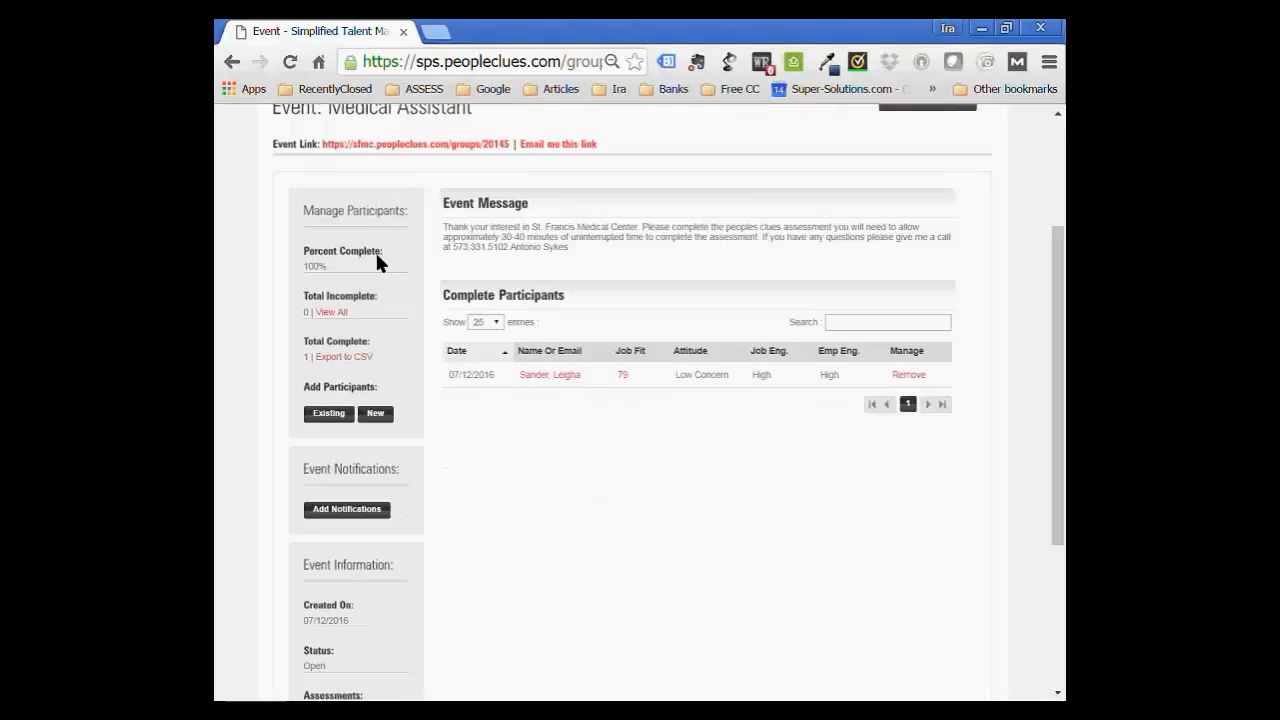 Event - Simplified Talent Ma
Ira
https://sps.peopleclues.com/group
Apps RecentlyClosed ASSESS Google Articles Ira Banks Free CC 14 Super-Solutions.com - C » Other bookmarks
Event: Medical Assistant
Event Link: https://sfmc.peopleclues.com/groups/20145 | Email me this link
Manage Participants:
Percent Complete:
100%
Total Incomplete:
0 | View All
Total Complete:
1 | Export to CSV
Add Participants:
Existing New
Event Notifications:
Add Notifications
Event Information:
Created On:
07/12/2016
Status:
Open
Assessments:
Event Message
Thank your interest in St. Francis Medical Center. Please complete the peoples clues assessment you will need to allow
approximately 30-40 minutes of uninterrupted time to complete the assessment. If you have any questions please give me a call
at 573.331.5102.Antonio Sykes
Complete Participants
Show 25 entries : Search :
Date Name Or Email Job Fit Attitude Job Eng. Emp Eng. Manage
07/12/2016 Sander, Leigha 79 Low Concern High High Remove
1